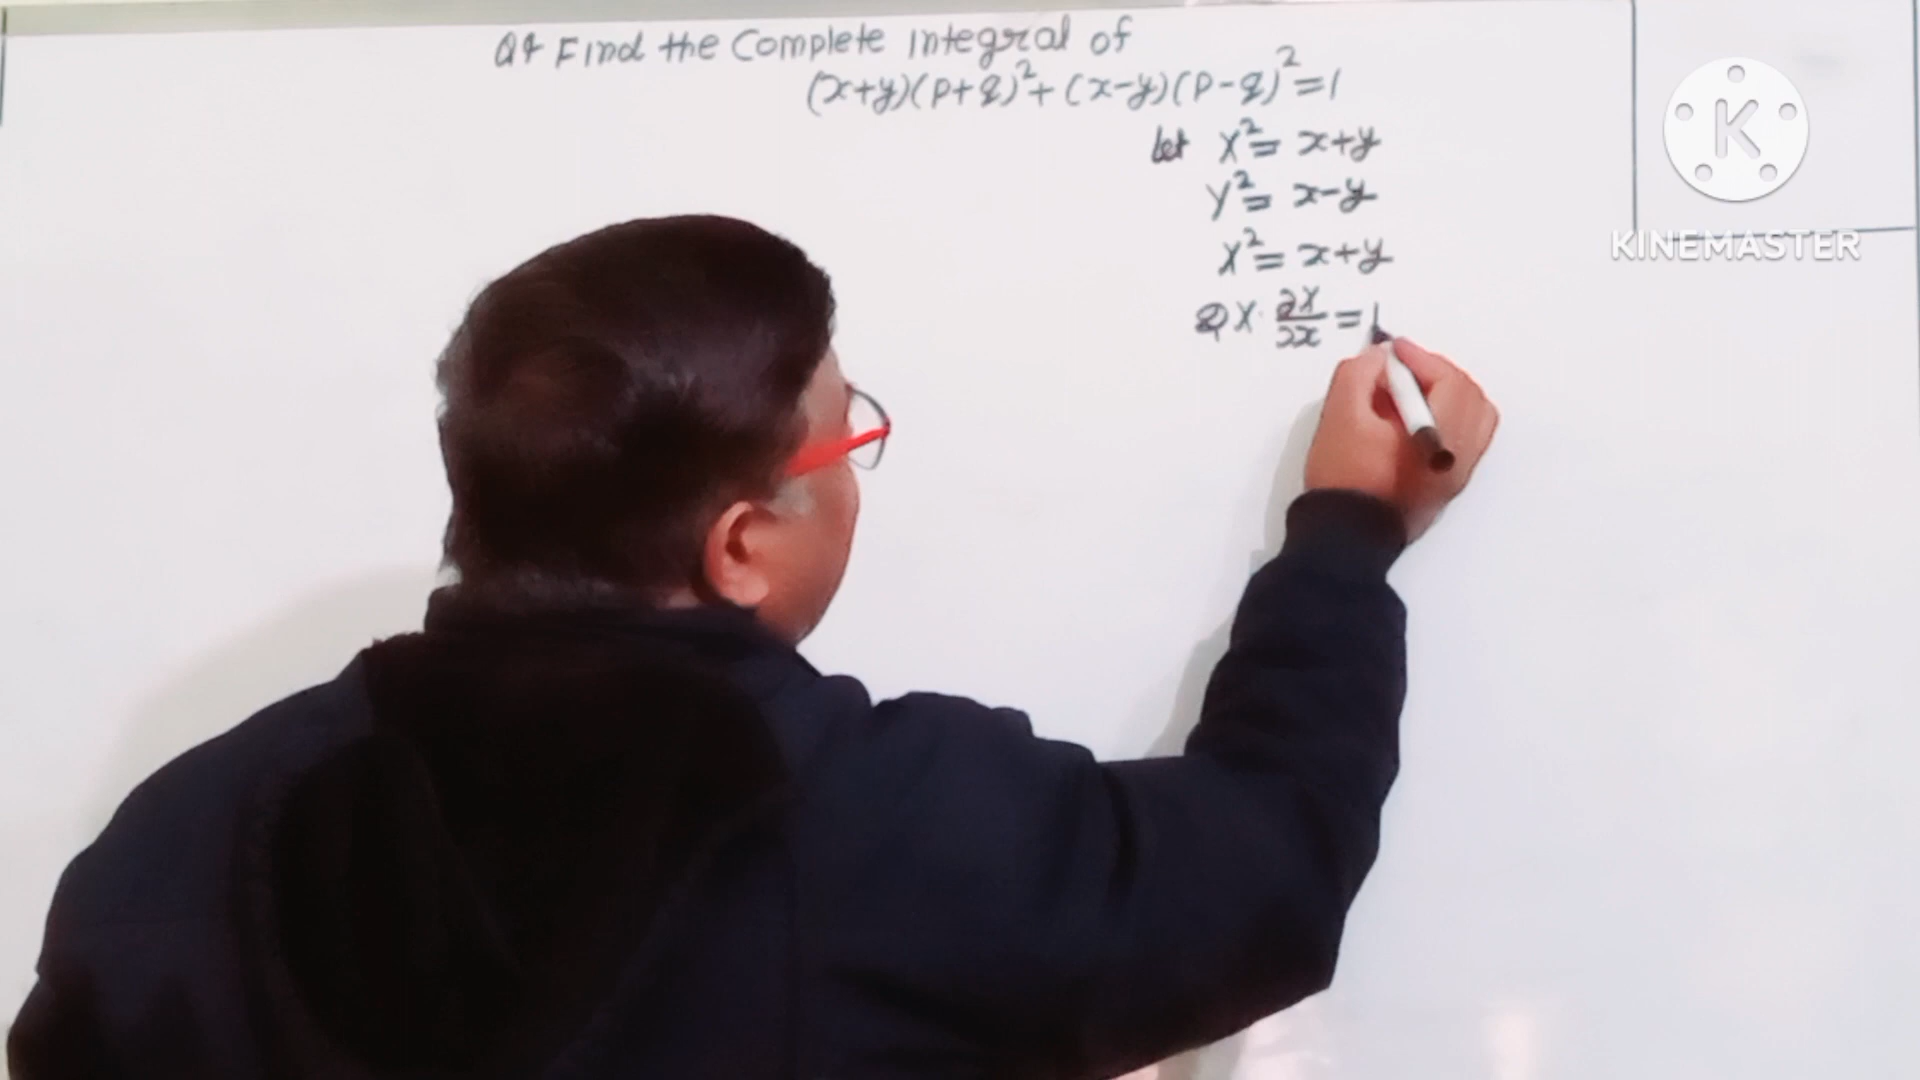 Q4 Find the Complete Integral of
(x+y)(p+q)²+(x-y)(p-q)²=1
let X²= x+y
Y²= x-y
X²= x+y
2X·∂X/∂x=1
K
KINEMASTER